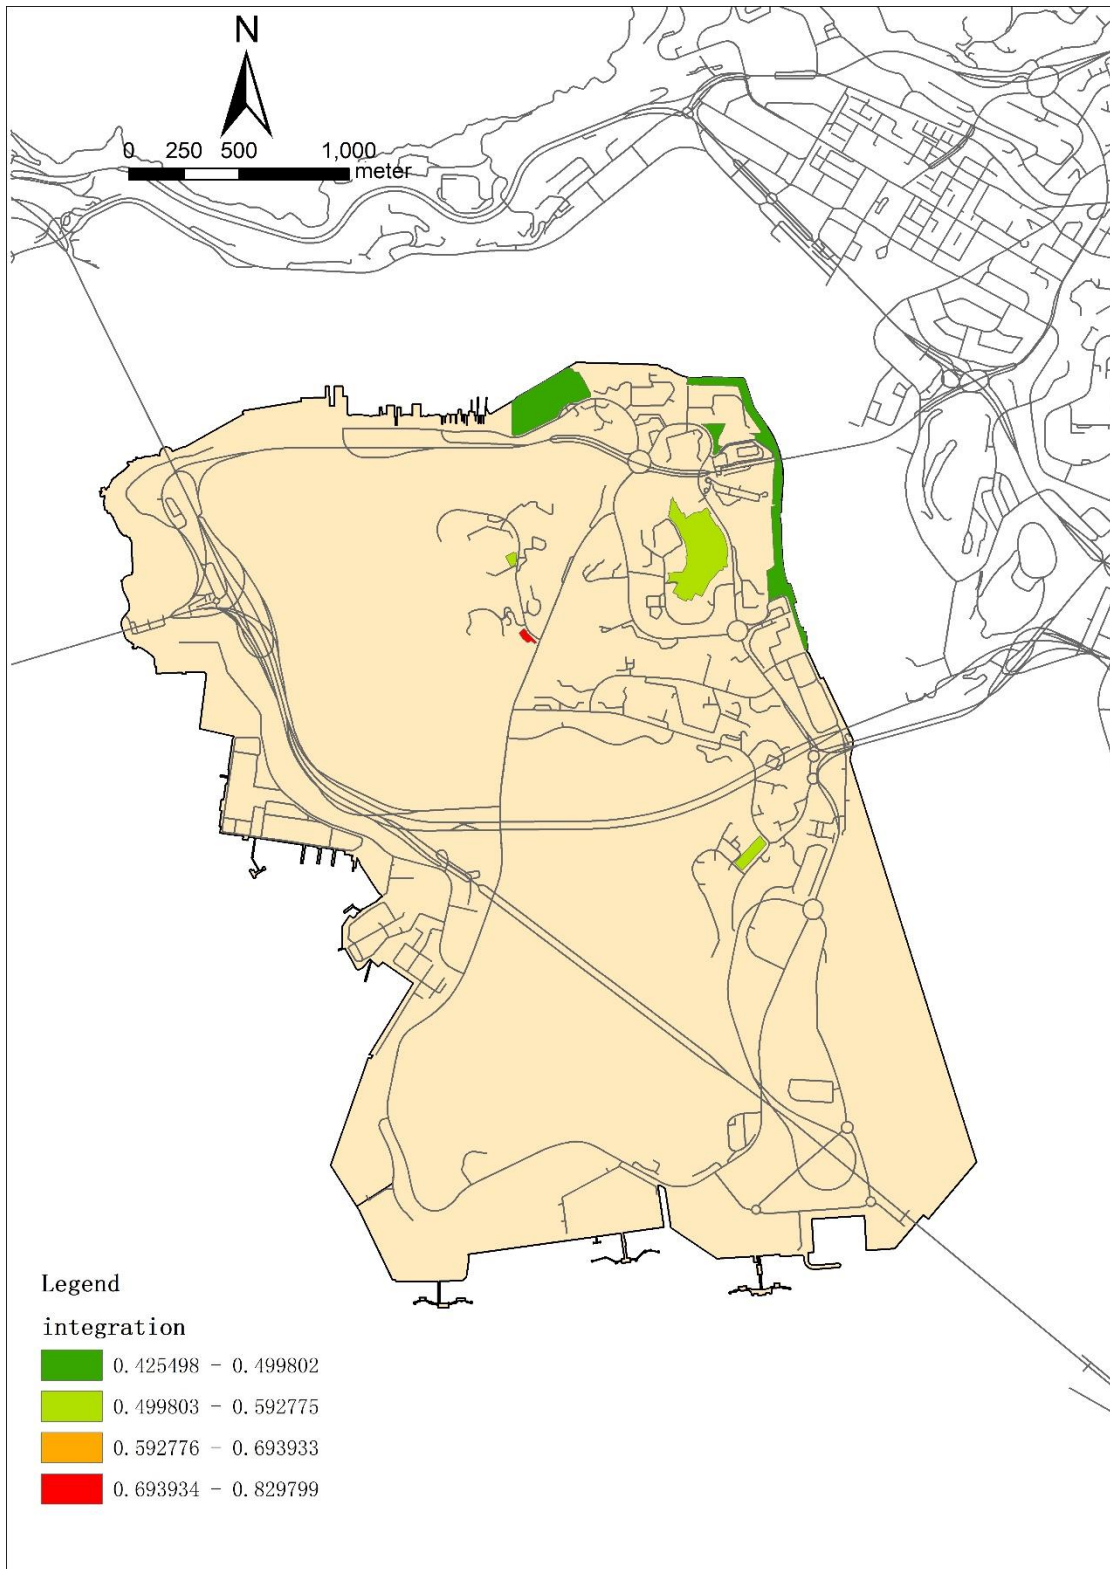 N
0 250 500 1,000
meter
Legend
integration
0.425498 - 0.499802
0.499803 - 0.592775
0.592776 - 0.693933
0.693934 - 0.829799